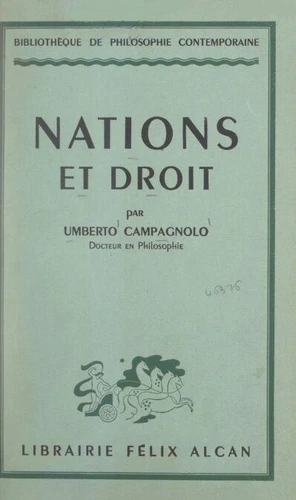 BIBLIOTHÈQUE DE PHILOSOPHIE CONTEMPORAINE
NATIONS
ET DROIT
par
UMBERTO CAMPAGNOLO
Docteur en Philosophie
LIBRAIRIE FÉLIX ALCAN